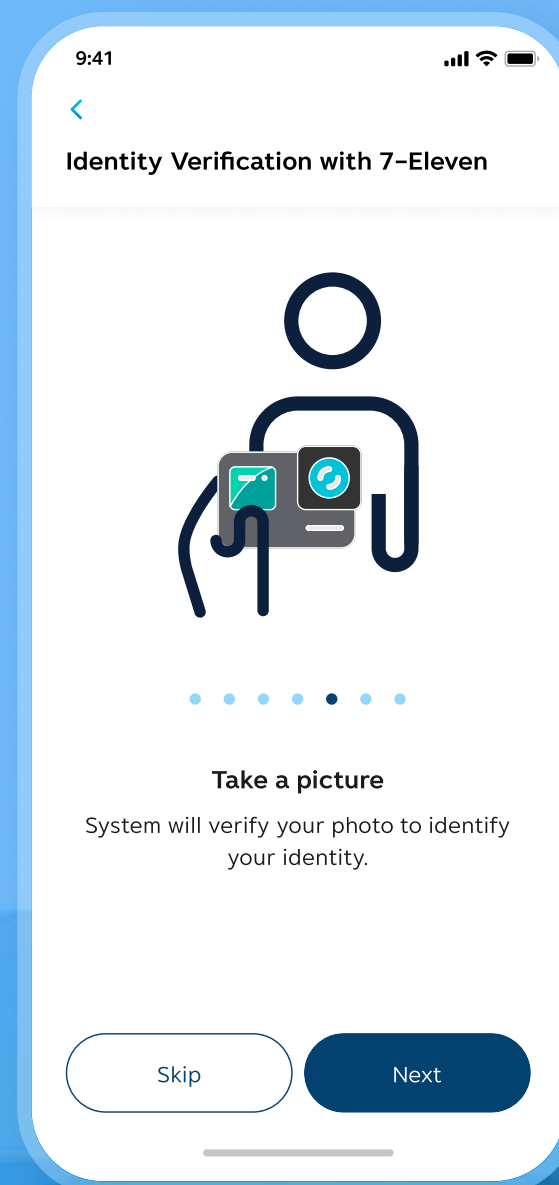 9:41
Identity Verification with 7-Eleven
Take a picture
System will verify your photo to identify
your identity.
Skip
Next